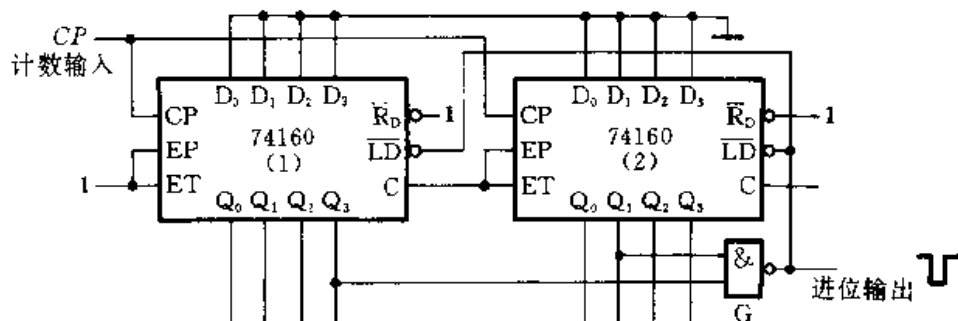 CP
计数输入
D₀ D₁ D₂ D₃
CP
EP
ET
74160
(1)
R̅_D
L̅D̅
C
Q₀ Q₁ Q₂ Q₃
1
1
D₀ D₁ D₂ D₃
CP
EP
ET
74160
(2)
R̅_D
L̅D̅
C
Q₀ Q₁ Q₂ Q₃
1
&
G
进位输出